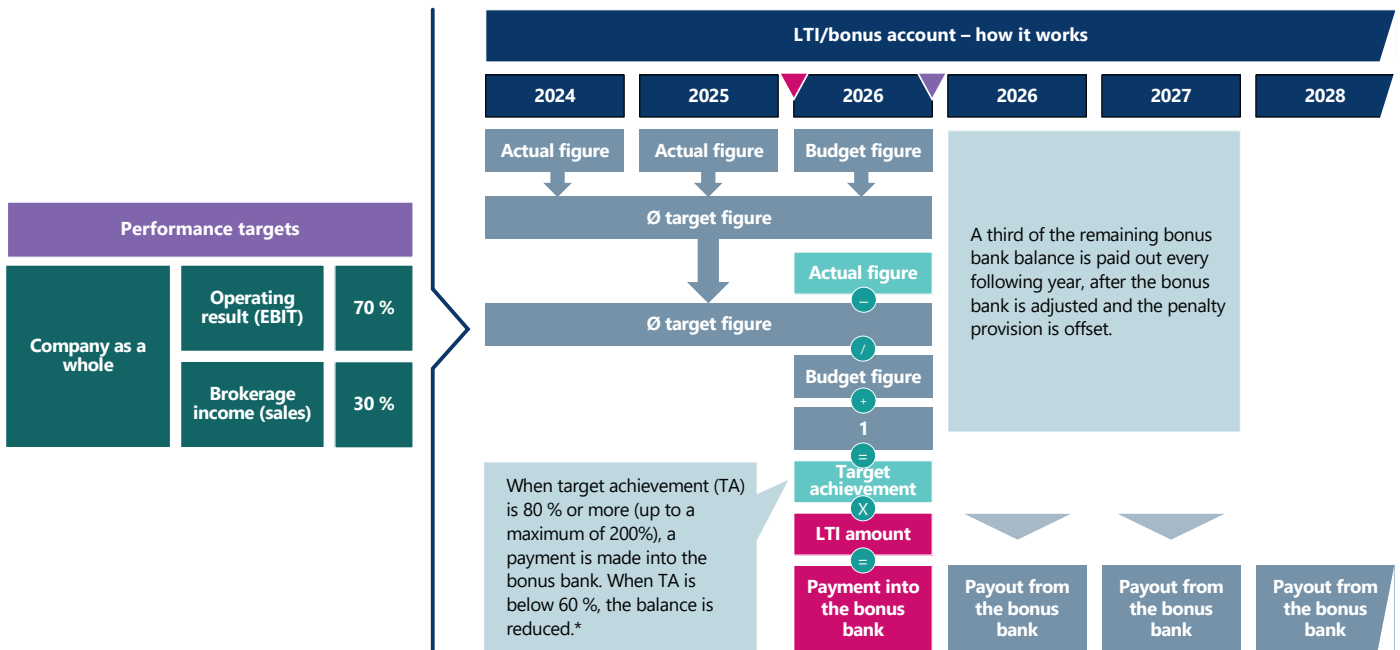 LTI/bonus account – how it works
2024
2025
2026
2026
2027
2028
Actual figure
Actual figure
Budget figure
Ø target figure
Performance targets
Company as a
whole
Operating
result (EBIT)
70 %
Brokerage
income (sales)
30 %
Actual figure
–
Ø target figure
/
Budget figure
+
1
=
Target
achievement
X
LTI amount
=
Payment into
the bonus
bank
A third of the remaining bonus
bank balance is paid out every
following year, after the bonus
bank is adjusted and the penalty
provision is offset.
When target achievement (TA)
is 80 % or more (up to a
maximum of 200%), a
payment is made into the
bonus bank. When TA is
below 60 %, the balance is
reduced.*
Payout from
the bonus
bank
Payout from
the bonus
bank
Payout from
the bonus
bank